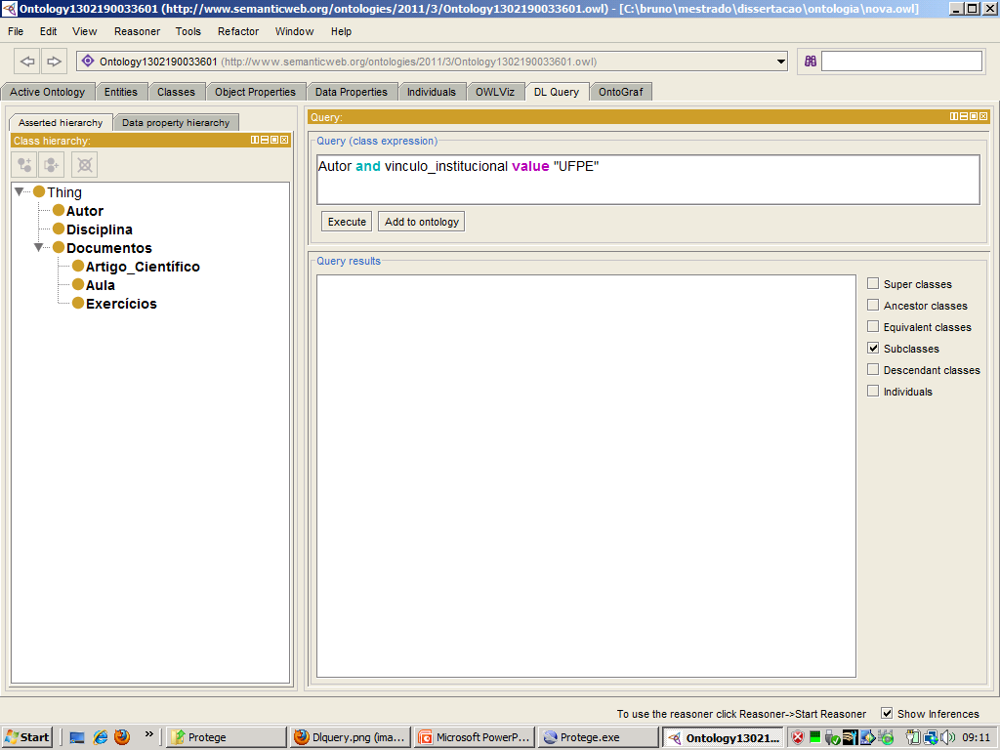 Ontology1302190033601 (http://www.semanticweb.org/ontologies/2011/3/Ontology1302190033601.owl) - [C:\bruno\mestrado\dissertacao\ontologia\nova.owl]
File Edit View Reasoner Tools Refactor Window Help
Ontology1302190033601 (http://www.semanticweb.org/ontologies/2011/3/Ontology1302190033601.owl)
Active Ontology Entities Classes Object Properties Data Properties Individuals OWLViz DL Query OntoGraf
Asserted hierarchy Data property hierarchy
Class hierarchy:
Thing
Autor
Disciplina
Documentos
Artigo_Científico
Aula
Exercícios
Query:
Query (class expression)
Autor and vinculo_institucional value "UFPE"
Execute Add to ontology
Query results
Super classes
Ancestor classes
Equivalent classes
Subclasses
Descendant classes
Individuals
To use the reasoner click Reasoner->Start Reasoner Show Inferences
Start » Protege Dlquery.png (ima... Microsoft PowerP... Protege.exe Ontology13021... 09:11